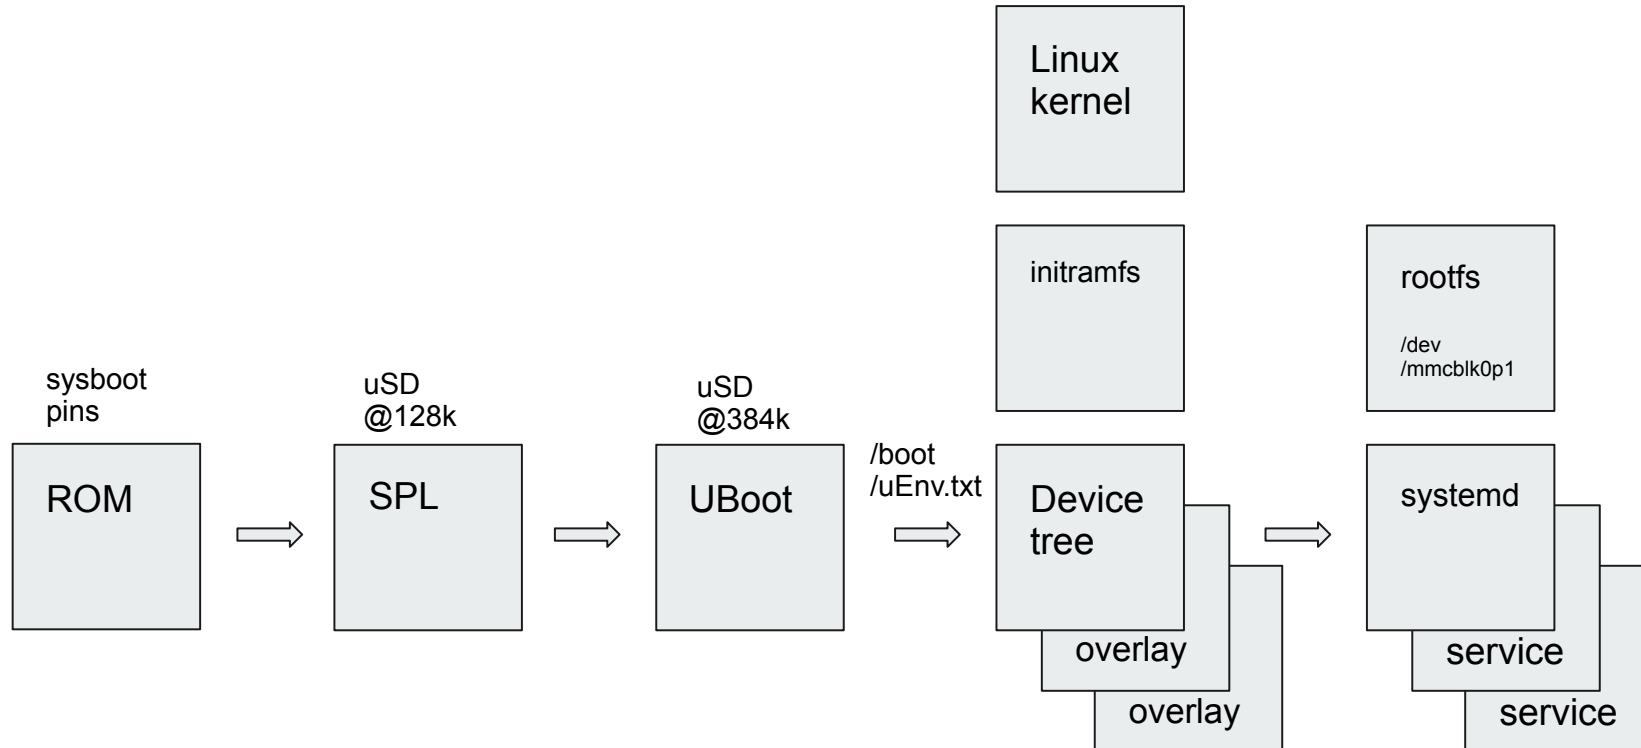 Linux
kernel
initramfs
rootfs
/dev
/mmcblk0p1
sysboot
pins
uSD
@128k
uSD
@384k
/boot
/uEnv.txt
ROM
SPL
UBoot
Device
tree
systemd
overlay
service
overlay
service